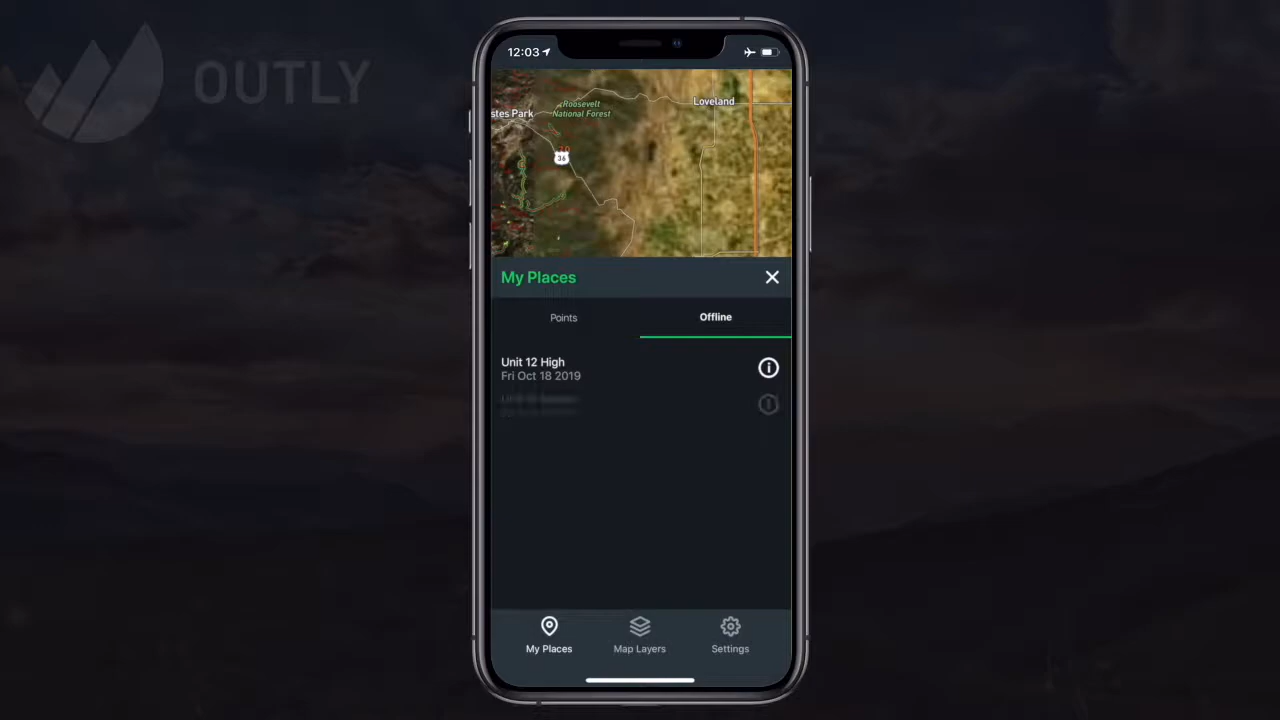 OUTLY
12:03
Roosevelt
National Forest
Loveland
stes Park
36
My Places
Points
Offline
Unit 12 High
Fri Oct 18 2019
My Places
Map Layers
Settings